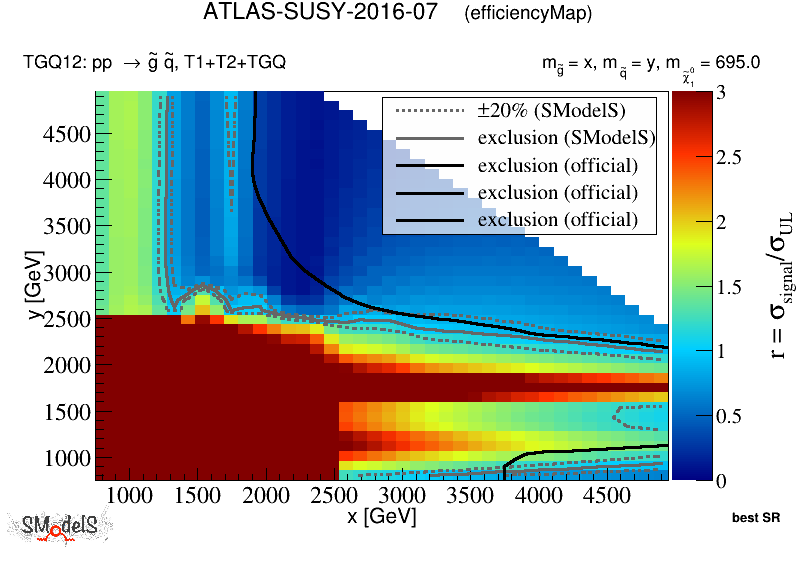 ATLAS-SUSY-2016-07 (efficiencyMap)
TGQ12: pp → g̃ q̃, T1+T2+TGQ
m_g̃ = x, m_q̃ = y, m_χ̃₁⁰ = 695.0
±20% (SModelS)
exclusion (SModelS)
exclusion (official)
exclusion (official)
exclusion (official)
4500
4000
3500
3000
2500
2000
1500
1000
y [GeV]
1000 1500 2000 2500 3000 3500 4000 4500
x [GeV]
3
2.5
2
1.5
1
0.5
0
r = σ_signal/σ_UL
SModelS
best SR